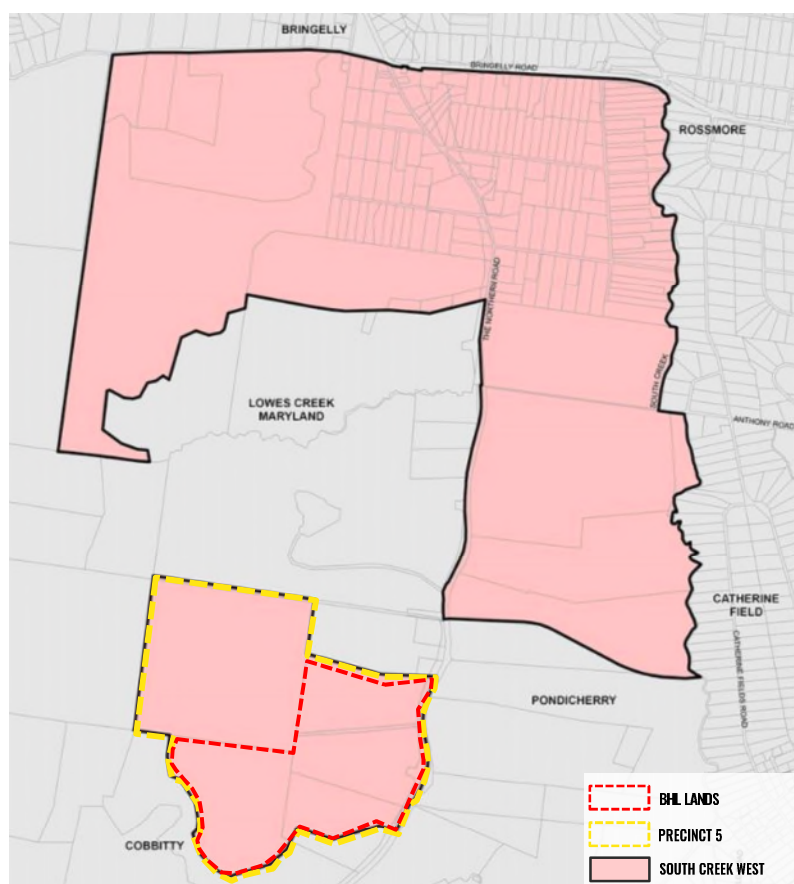 BRINGELLY
BRINGELLY ROAD
ROSSMORE
THE NORTHERN ROAD
SOUTH CREEK
LOWES CREEK
MARYLAND
ANTHONY ROAD
CATHERINE
FIELD
CATHERINE FIELDS ROAD
PONDICHERRY
COBBITTY
BHL LANDS
PRECINCT 5
SOUTH CREEK WEST